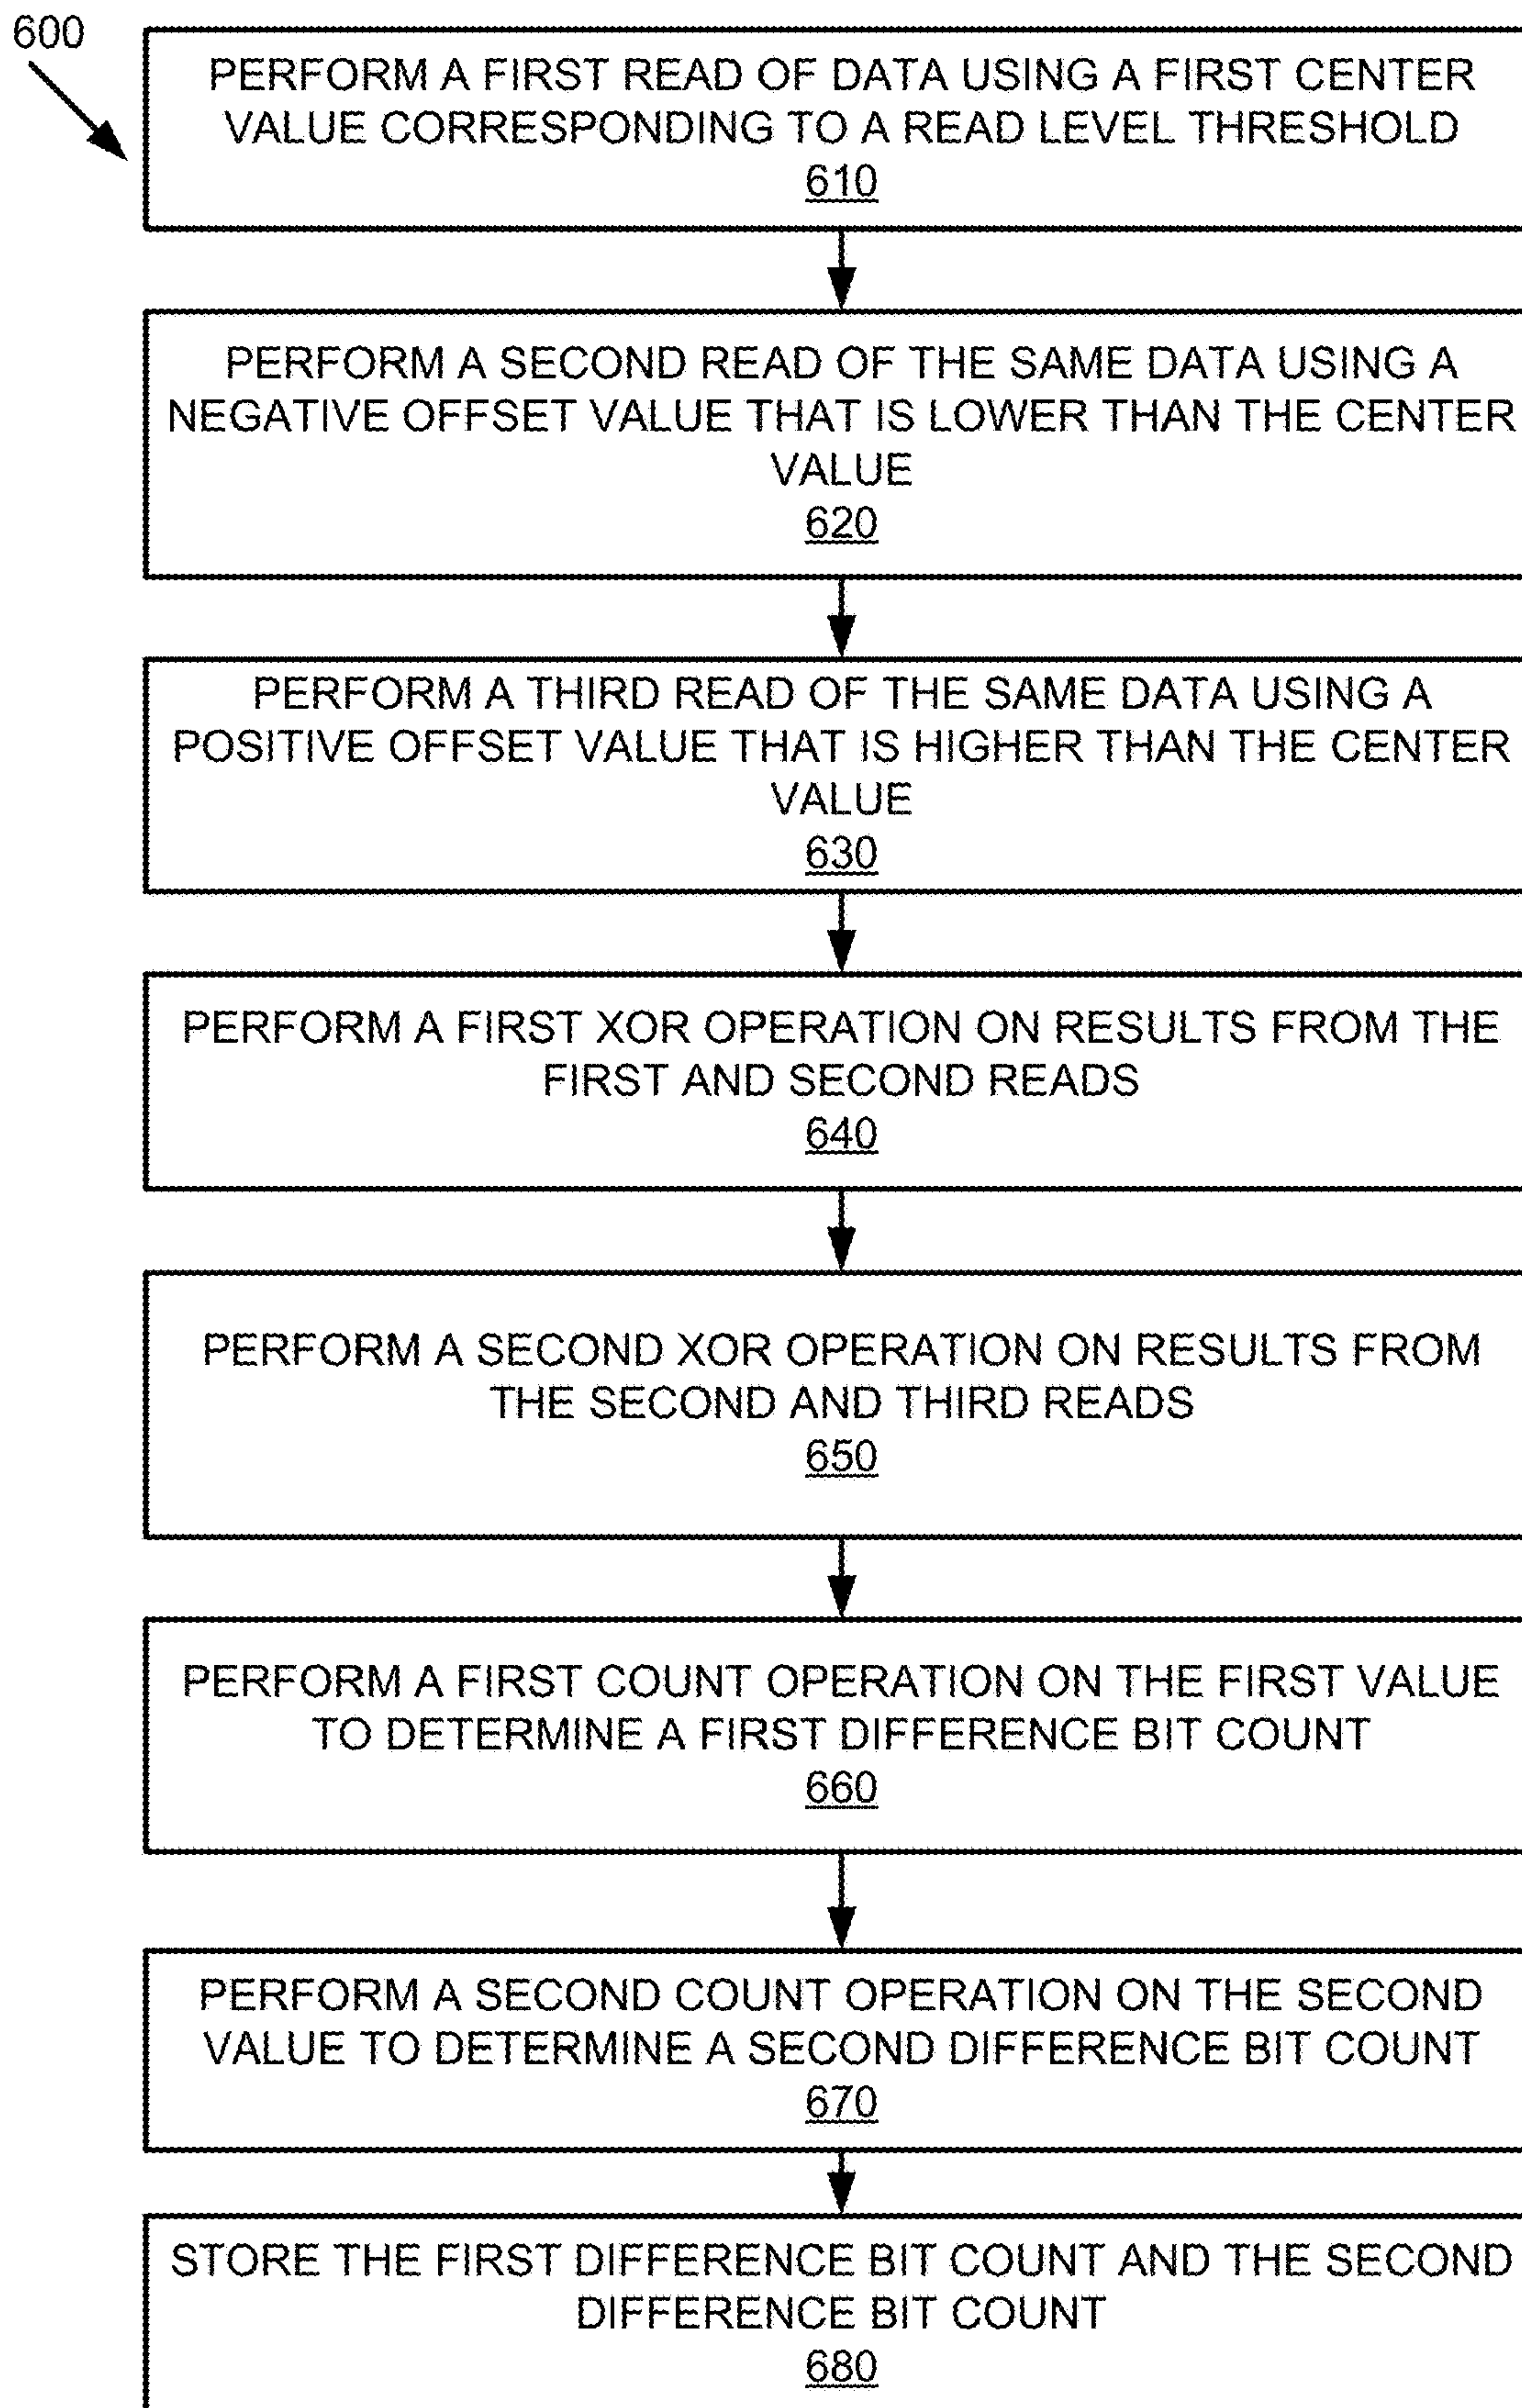 600
PERFORM A FIRST READ OF DATA USING A FIRST CENTER
VALUE CORRESPONDING TO A READ LEVEL THRESHOLD
610
PERFORM A SECOND READ OF THE SAME DATA USING A
NEGATIVE OFFSET VALUE THAT IS LOWER THAN THE CENTER
VALUE
620
PERFORM A THIRD READ OF THE SAME DATA USING A
POSITIVE OFFSET VALUE THAT IS HIGHER THAN THE CENTER
VALUE
630
PERFORM A FIRST XOR OPERATION ON RESULTS FROM THE
FIRST AND SECOND READS
640
PERFORM A SECOND XOR OPERATION ON RESULTS FROM
THE SECOND AND THIRD READS
650
PERFORM A FIRST COUNT OPERATION ON THE FIRST VALUE
TO DETERMINE A FIRST DIFFERENCE BIT COUNT
660
PERFORM A SECOND COUNT OPERATION ON THE SECOND
VALUE TO DETERMINE A SECOND DIFFERENCE BIT COUNT
670
STORE THE FIRST DIFFERENCE BIT COUNT AND THE SECOND
DIFFERENCE BIT COUNT
680